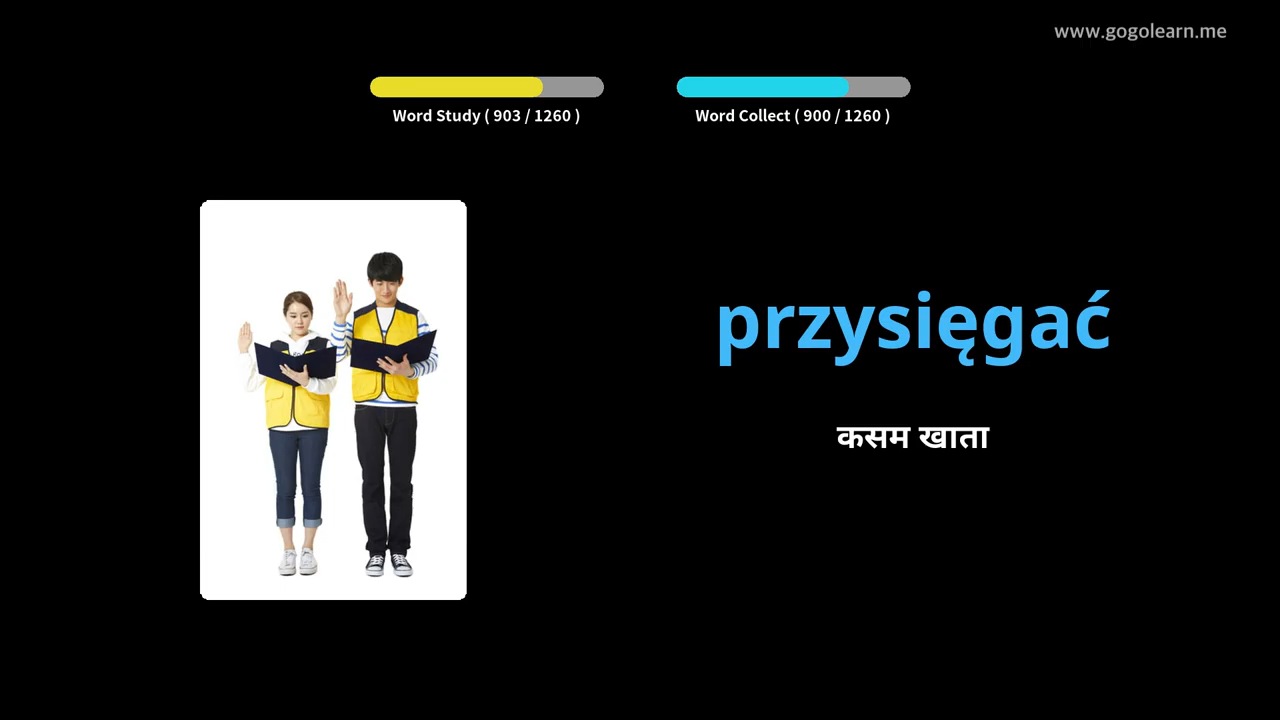 www.gogolearn.me
Word Study ( 903 / 1260 )
Word Collect ( 900 / 1260 )
przysięgać
कसम खाता